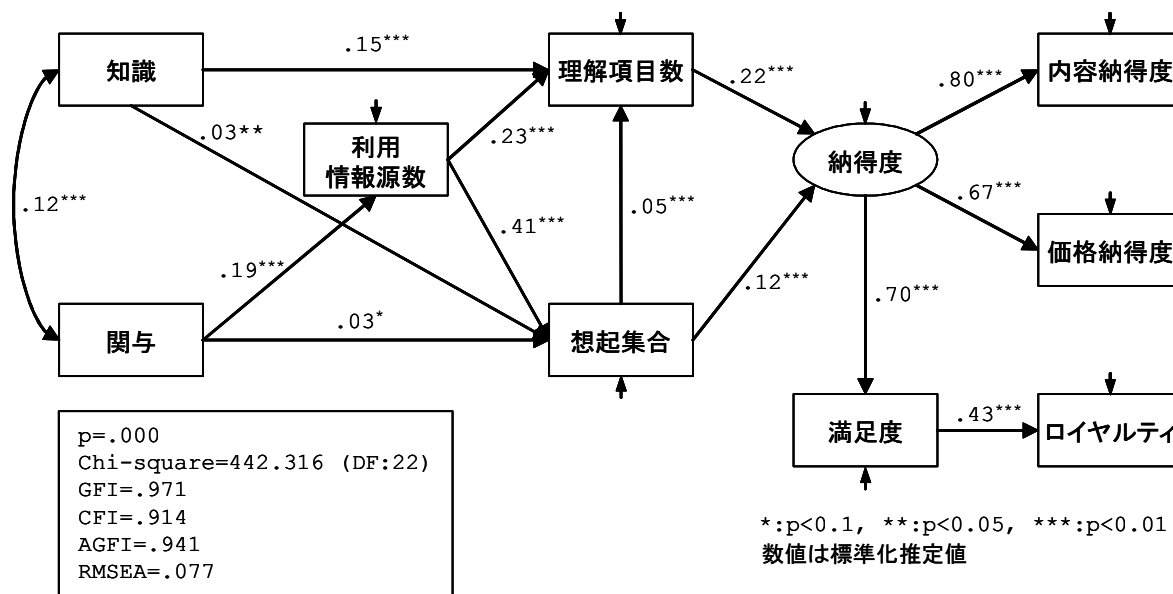 知識
.15***
理解項目数
.22***
.80***
内容納得度
.03**
利用
情報源数
.23***
納得度
.12***
.41***
.05***
.67***
価格納得度
.19***
.12***
.70***
関与
.03*
想起集合
満足度
.43***
ロイヤルティ
p=.000
Chi-square=442.316 (DF:22)
GFI=.971
CFI=.914
AGFI=.941
RMSEA=.077
*:p<0.1, **:p<0.05, ***:p<0.01
数値は標準化推定値